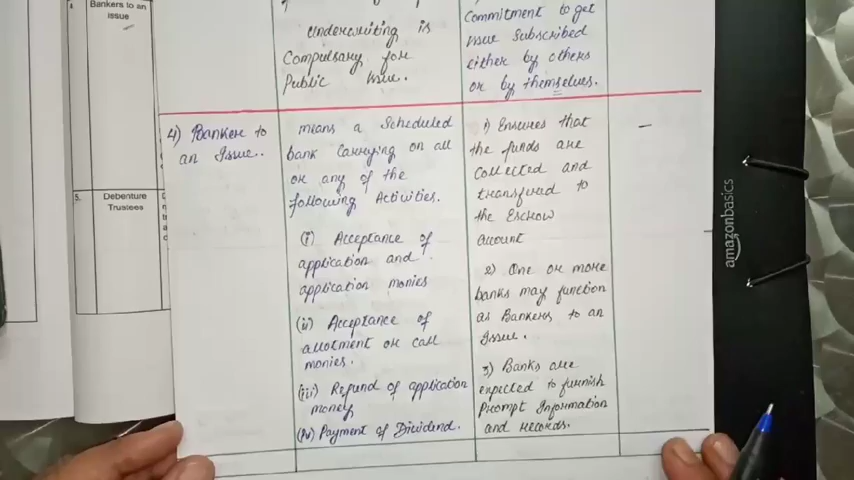 Bankers to an
issue
5.
Debenture
Trustees
Underwriting is
Compulsary for
Public Issue.
Commitment to get
issue Subscribed
either by others
or by themselves.
4) Banker to
an Issue..
means a Scheduled
bank Carrying on all
or any of the
following Activities.
(i) Acceptance of
application and
application monies
(ii) Acceptance of
allotment or call
monies.
(iii) Refund of application
money
(iv) Payment of Dividend.
1) Ensures that
the funds are
collected and
transfered to
the Escrow
account
2) One or more
banks may function
as Bankers to an
Issue.
3) Banks are
expected to furnish
Prompt Information
and records.
—
amazonbasics